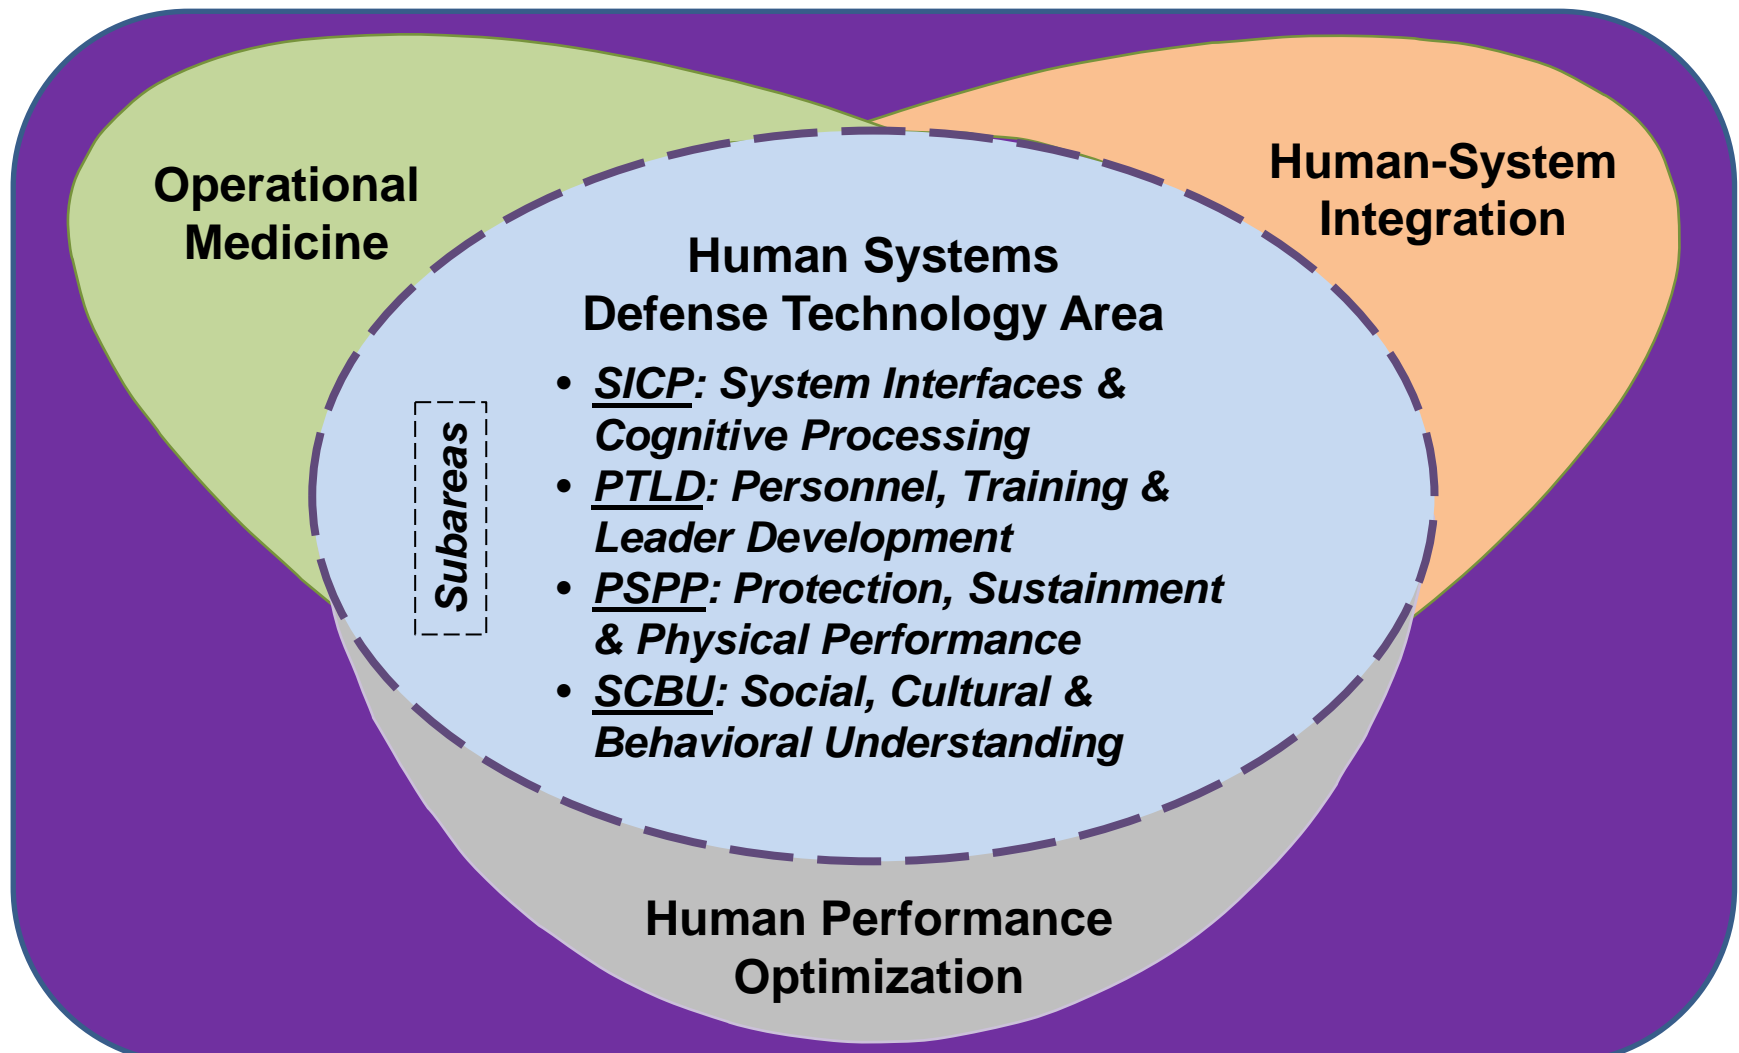 Operational
Medicine
Human-System
Integration
Human Systems
Defense Technology Area
Subareas
• SICP: System Interfaces &
Cognitive Processing
• PTLD: Personnel, Training &
Leader Development
• PSPP: Protection, Sustainment
& Physical Performance
• SCBU: Social, Cultural &
Behavioral Understanding
Human Performance
Optimization